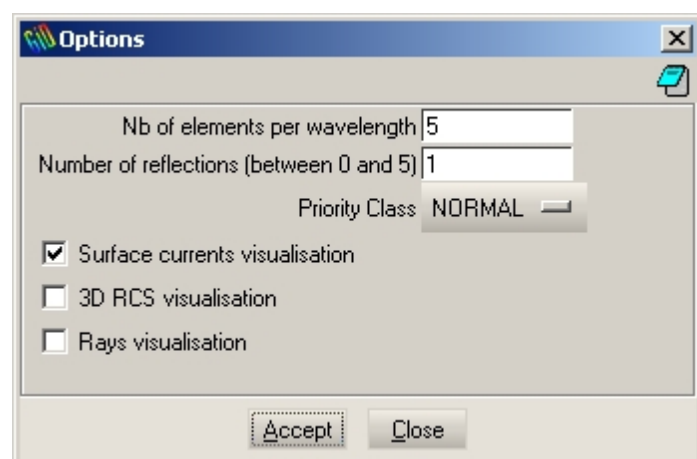 Options
Nb of elements per wavelength 5
Number of reflections (between 0 and 5) 1
Priority Class NORMAL
Surface currents visualisation
3D RCS visualisation
Rays visualisation
Accept Close